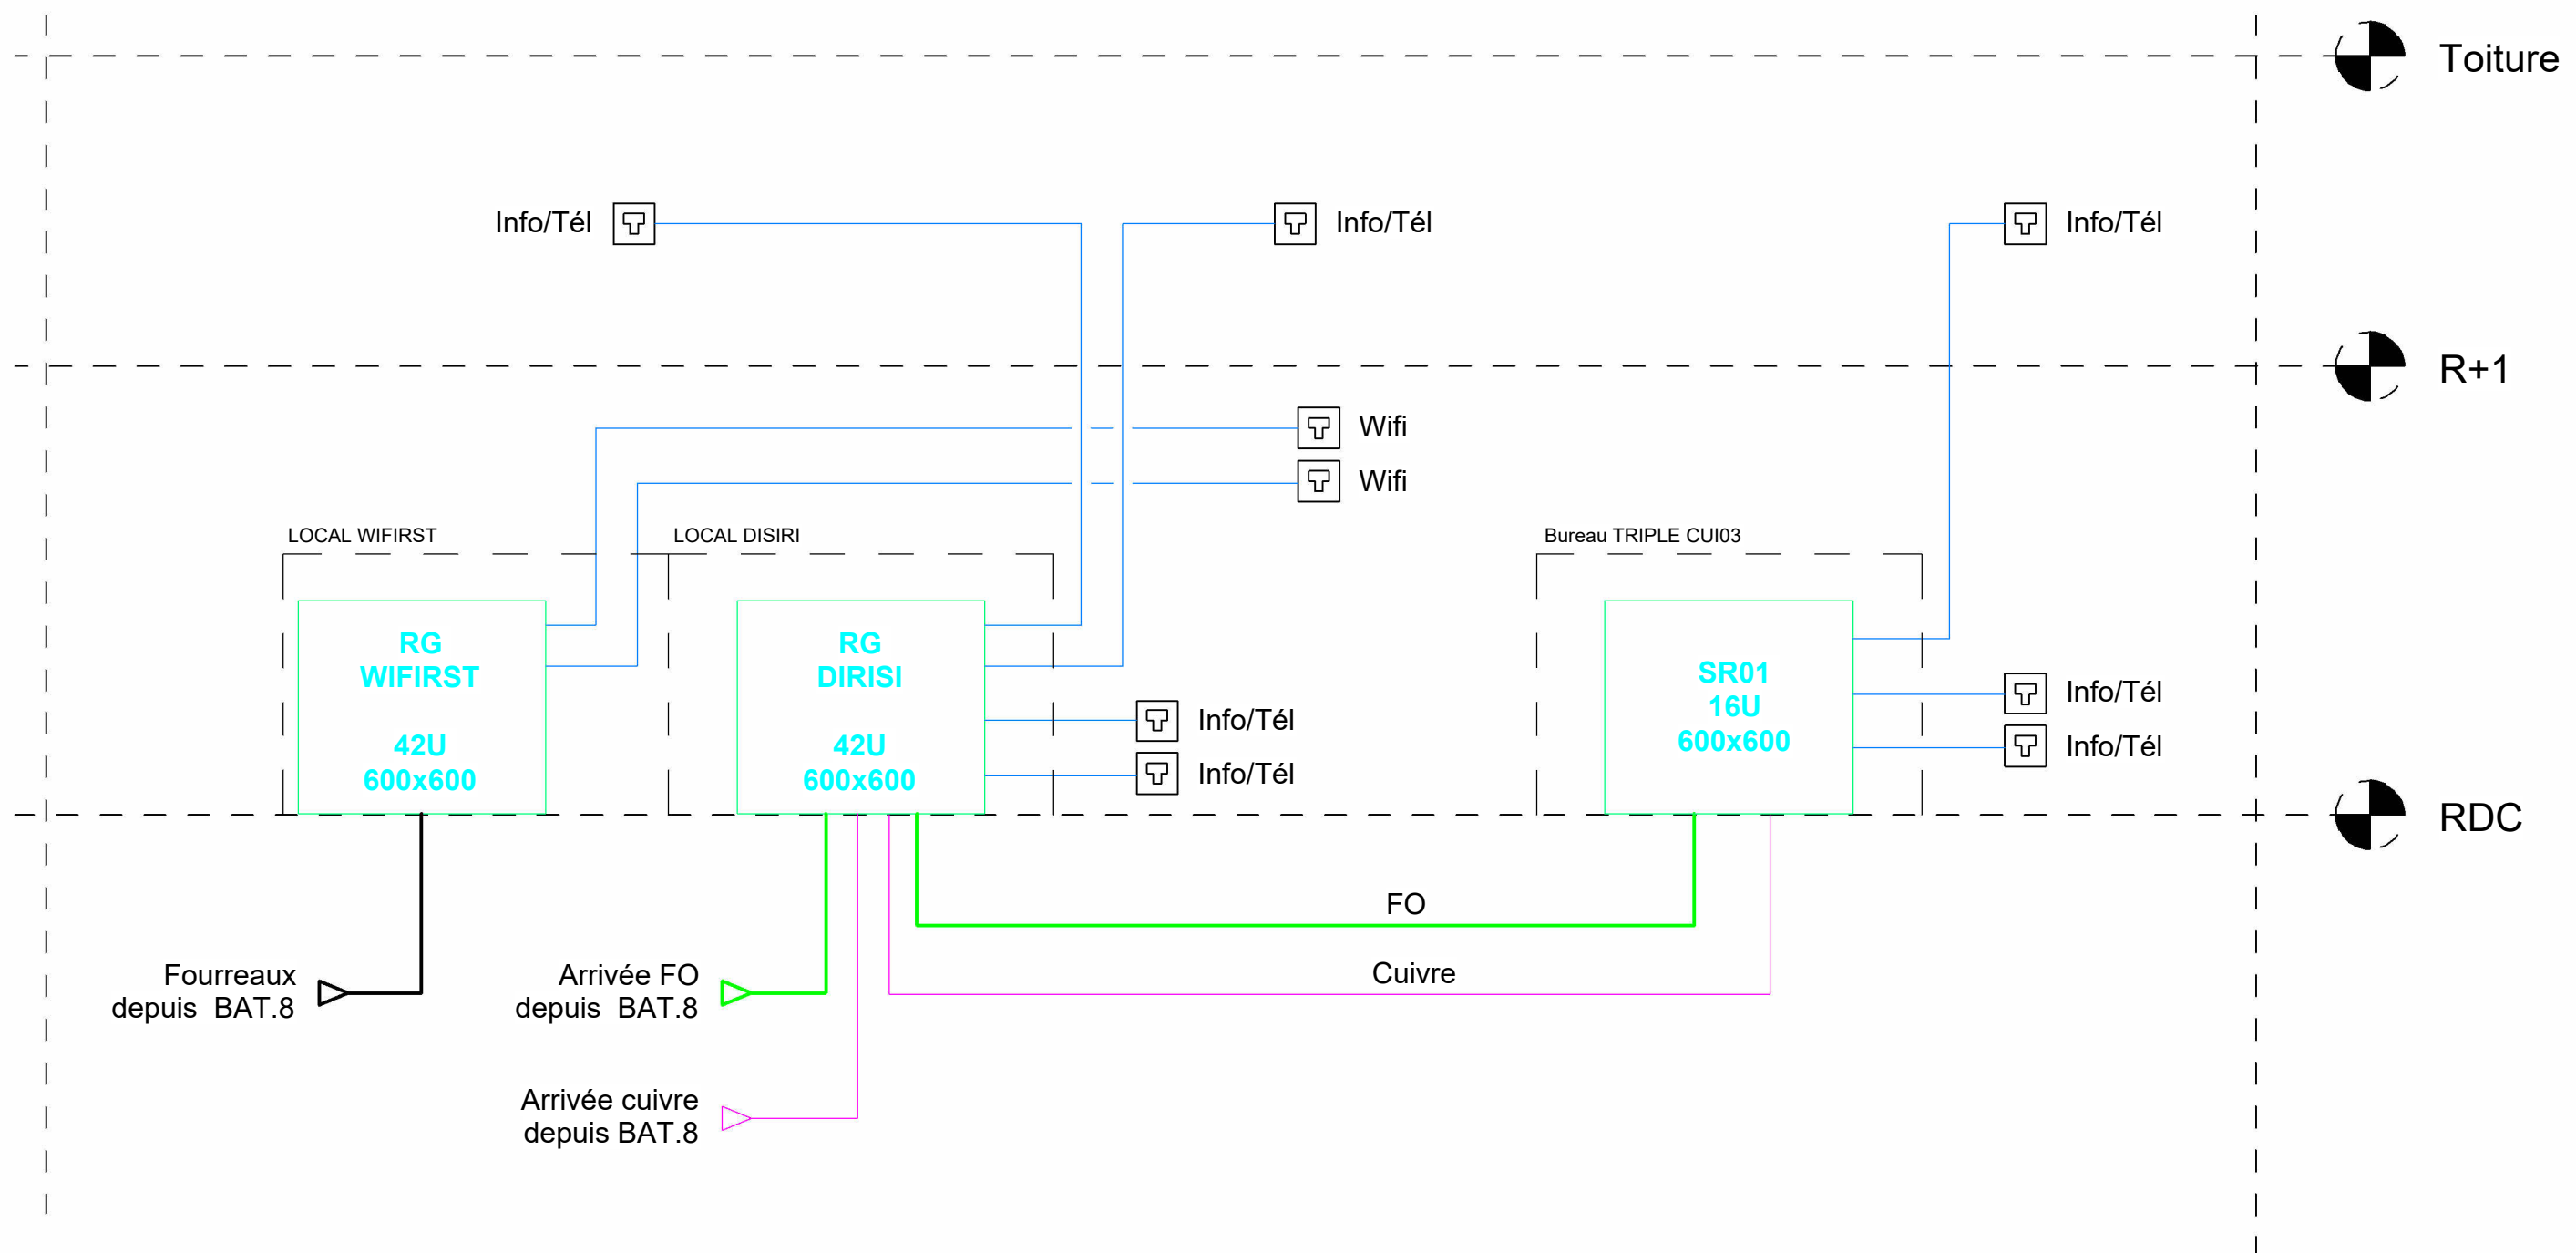 Toiture
Info/Tél
Info/Tél
Info/Tél
R+1
Wifi
Wifi
LOCAL WIFIRST
LOCAL DISIRI
Bureau TRIPLE CUI03
RG
WIFIRST
42U
600x600
RG
DIRISI
42U
600x600
Info/Tél
Info/Tél
SR01
16U
600x600
Info/Tél
Info/Tél
RDC
FO
Cuivre
Fourreaux
depuis BAT.8
Arrivée FO
depuis BAT.8
Arrivée cuivre
depuis BAT.8